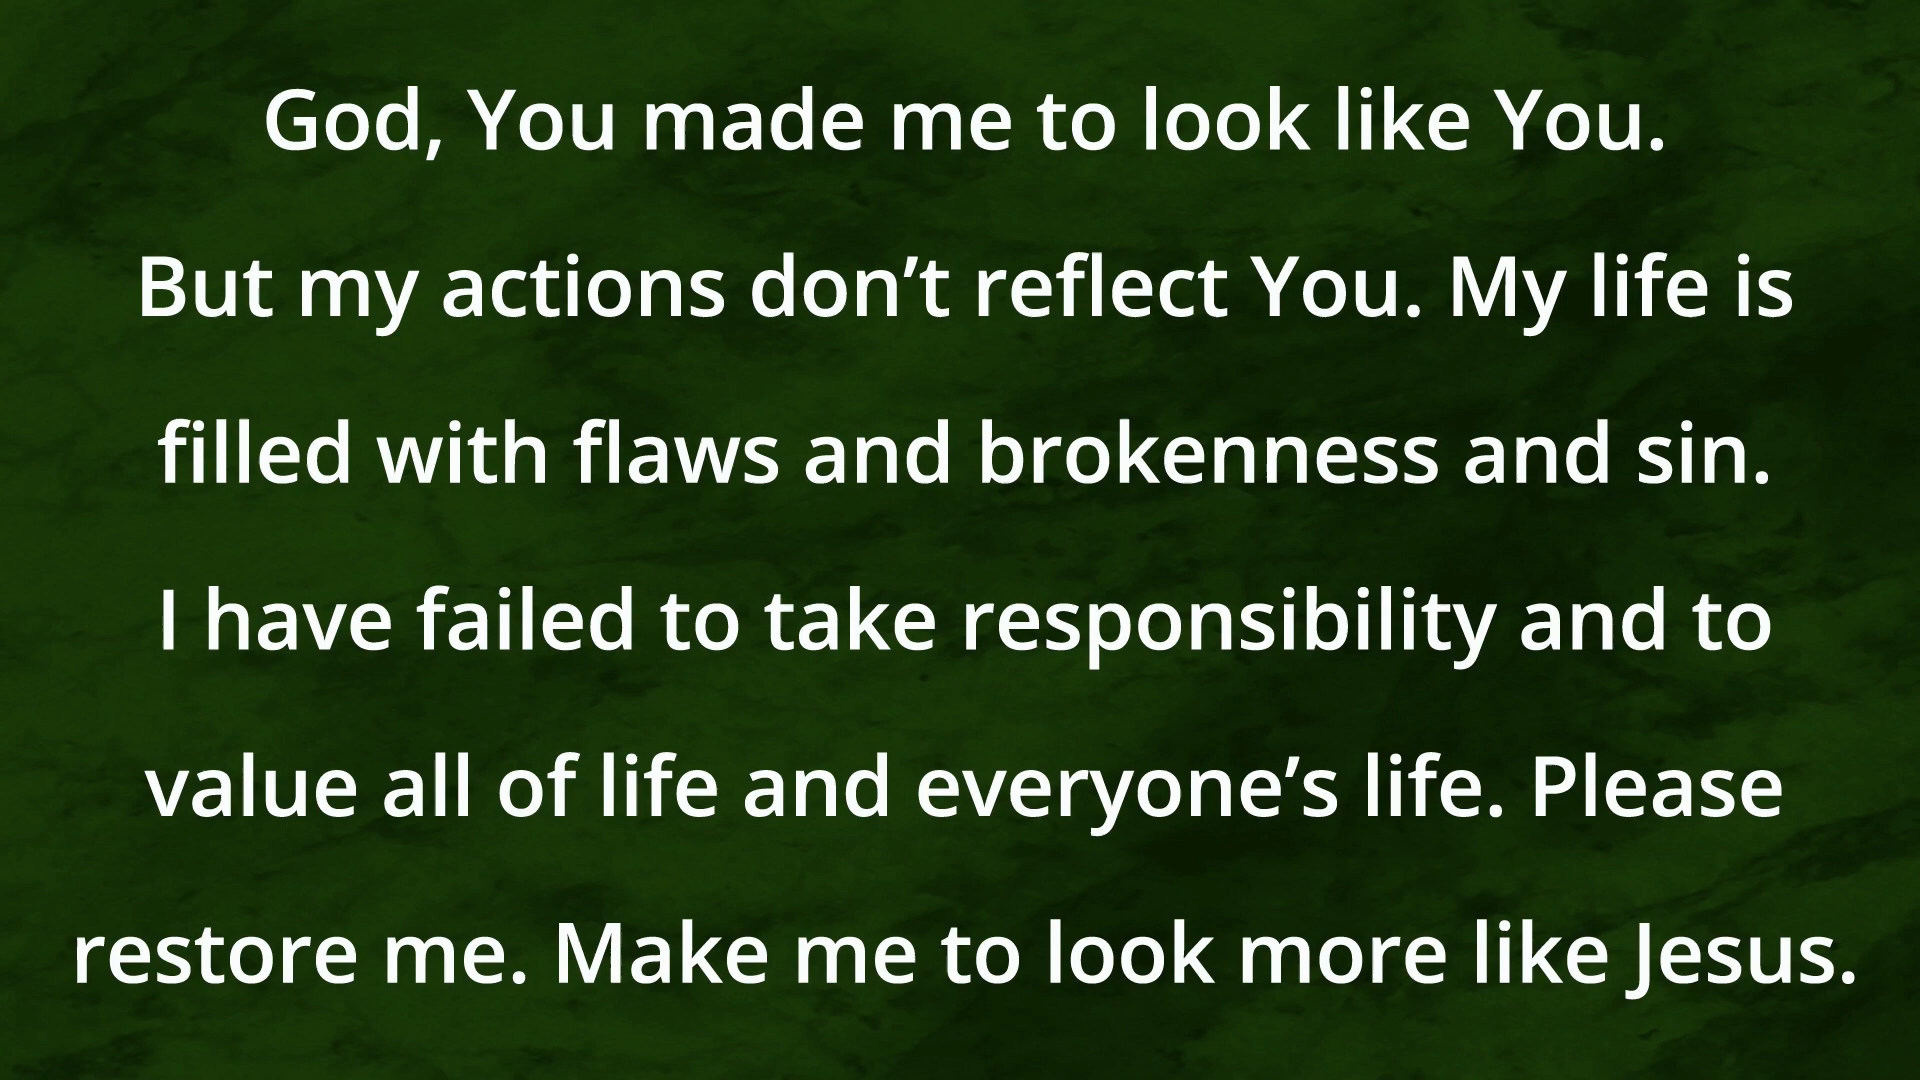 God, You made me to look like You.
But my actions don’t reflect You. My life is
filled with flaws and brokenness and sin.
I have failed to take responsibility and to
value all of life and everyone’s life. Please
restore me. Make me to look more like Jesus.